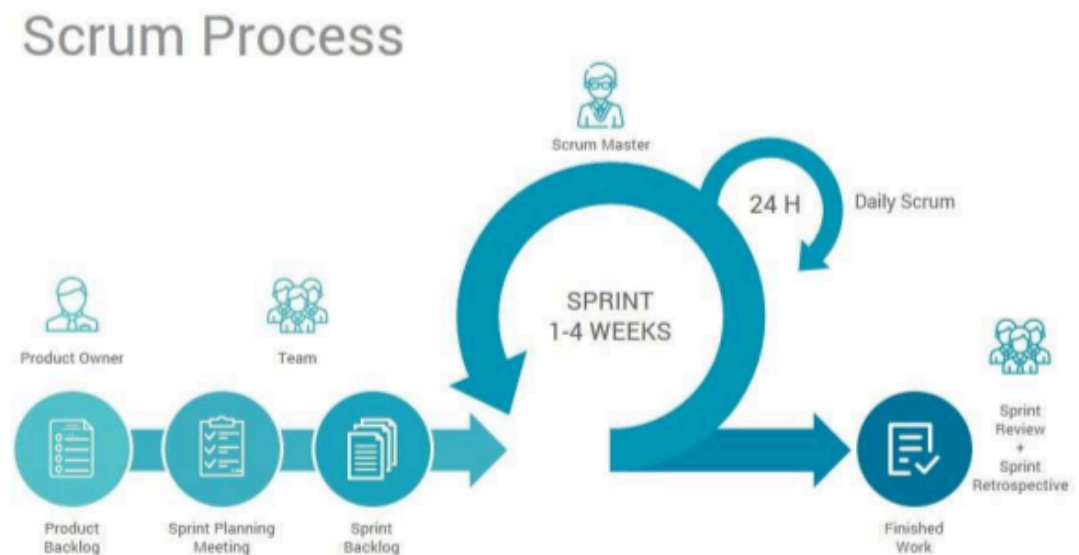 Scrum Process
Scrum Master
24 H
Daily Scrum
SPRINT
1-4 WEEKS
Product Owner
Team
Product
Backlog
Sprint Planning
Meeting
Sprint
Backlog
Finished
Work
Sprint
Review
+
Sprint
Retrospective